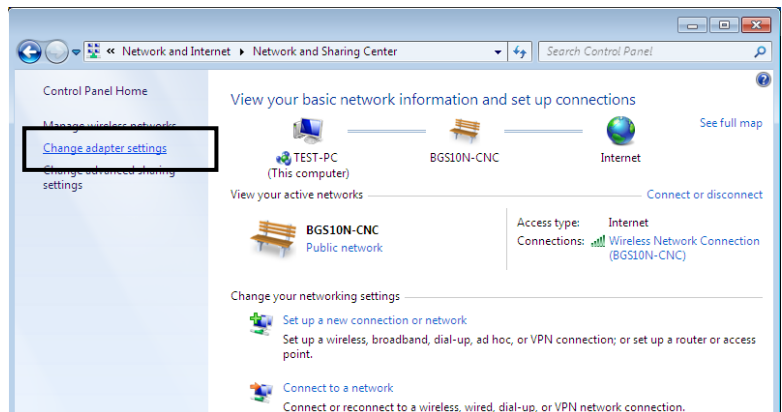 « Network and Internet ▸ Network and Sharing Center
Search Control Panel
Control Panel Home
Manage wireless networks
Change adapter settings
Change advanced sharing
settings
View your basic network information and set up connections
See full map
TEST-PC
(This computer)
BGS10N-CNC
Internet
View your active networks
Connect or disconnect
BGS10N-CNC
Public network
Access type: Internet
Connections: Wireless Network Connection
(BGS10N-CNC)
Change your networking settings
Set up a new connection or network
Set up a wireless, broadband, dial-up, ad hoc, or VPN connection; or set up a router or access
point.
Connect to a network
Connect or reconnect to a wireless, wired, dial-up, or VPN network connection.